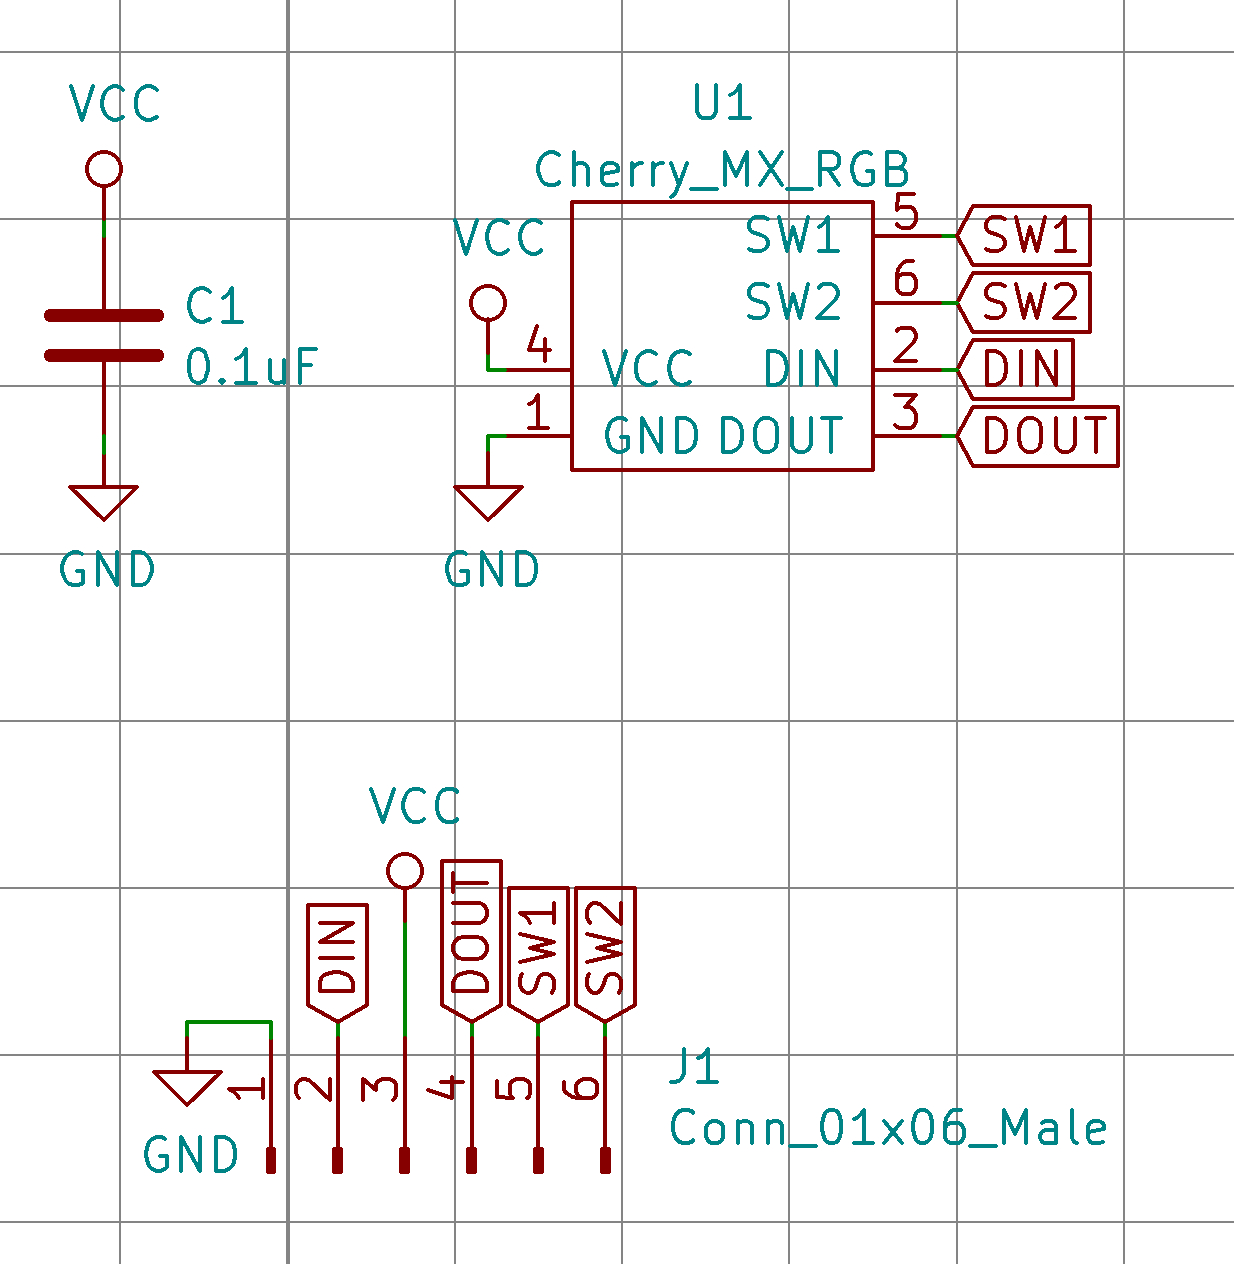 VCC
C1
0.1uF
GND
U1
Cherry_MX_RGB
VCC
4
VCC
1
GND
GND
SW1
5
SW1
SW2
6
SW2
DIN
2
DIN
DOUT
3
DOUT
VCC
DIN
DOUT
SW1
SW2
GND
1
2
3
4
5
6
J1
Conn_01x06_Male